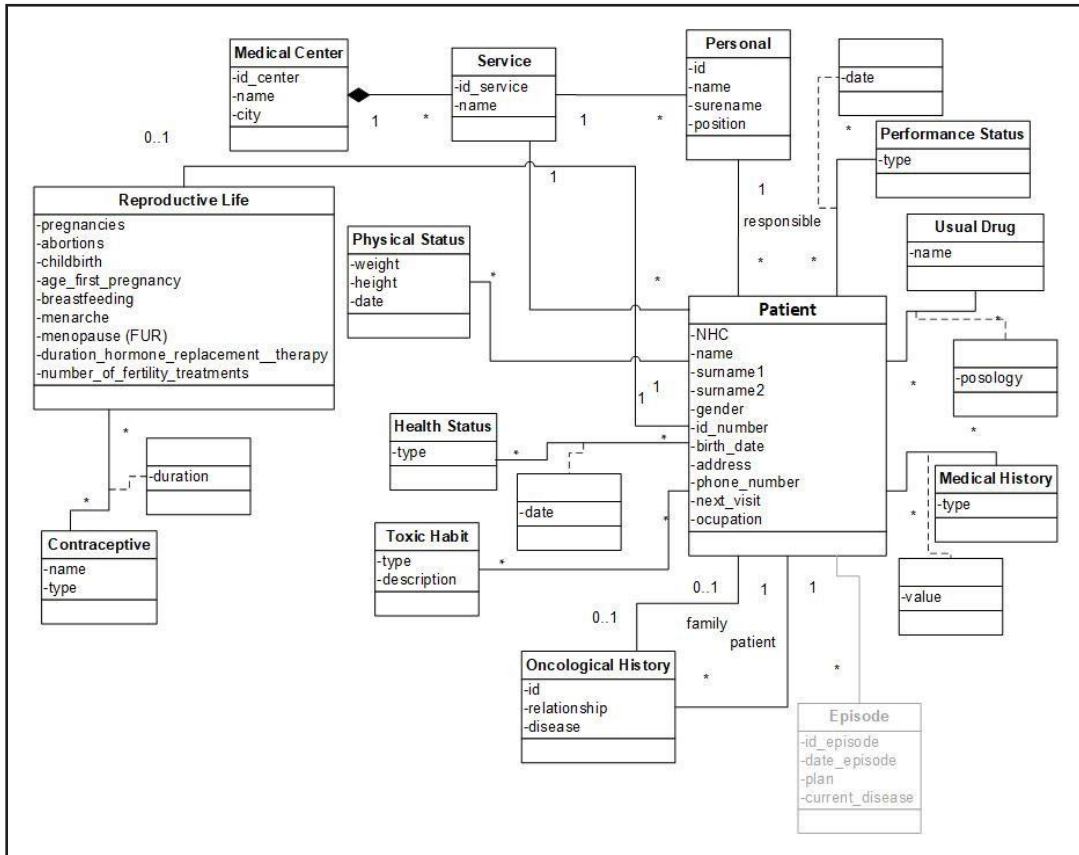 Medical Center
-id_center
-name
-city
Service
-id_service
-name
Personal
-id
-name
-surename
-position
-date
Performance Status
-type
1
*
1
*
*
0..1
1
1
responsible
*
*
*
Reproductive Life
-pregnancies
-abortions
-childbirth
-age_first_pregnancy
-breastfeeding
-menarche
-menopause (FUR)
-duration_hormone_replacement__therapy
-number_of_fertility_treatments
Physical Status
-weight
-height
-date
*
Usual Drug
-name
*
-posology
*
Patient
-NHC
-name
-surname1
-surname2
-gender
-id_number
-birth_date
-address
-phone_number
-next_visit
-ocupation
1
1
Health Status
-type
*
*
-date
*
Medical History
-type
*
-value
*
-duration
*
Contraceptive
-name
-type
Toxic Habit
-type
-description
*
*
0..1
1
1
0..1
family
patient
Oncological History
-id
-relationship
-disease
*
*
Episode
-id_episode
-date_episode
-plan
-current_disease